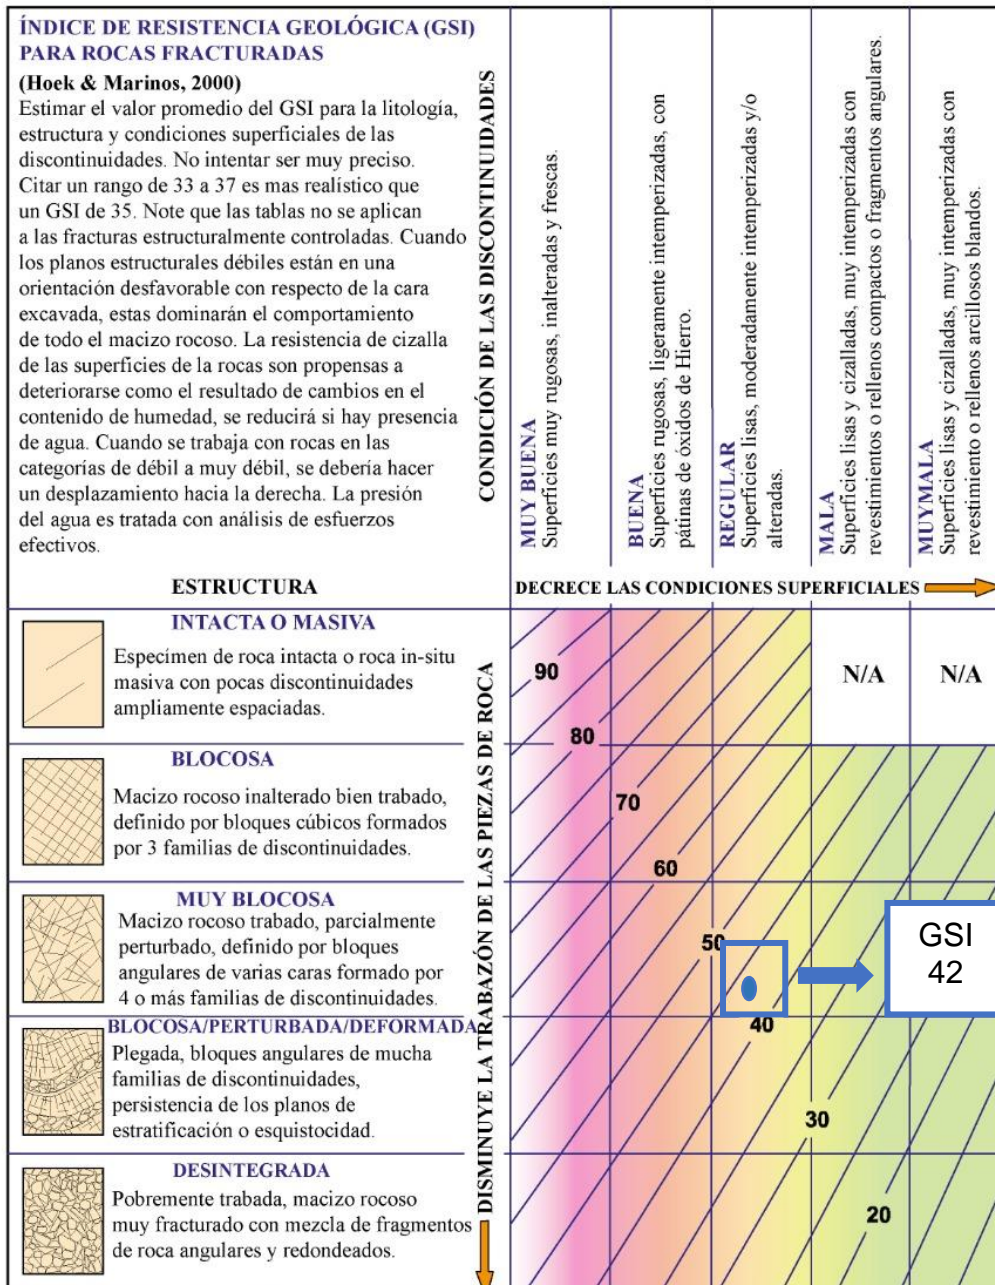 ÍNDICE DE RESISTENCIA GEOLÓGICA (GSI)
PARA ROCAS FRACTURADAS
(Hoek & Marinos, 2000)
Estimar el valor promedio del GSI para la litología,
estructura y condiciones superficiales de las
discontinuidades. No intentar ser muy preciso.
Citar un rango de 33 a 37 es mas realístico que
un GSI de 35. Note que las tablas no se aplican
a las fracturas estructuralmente controladas. Cuando
los planos estructurales débiles están en una
orientación desfavorable con respecto de la cara
excavada, estas dominarán el comportamiento
de todo el macizo rocoso. La resistencia de cizalla
de las superficies de la rocas son propensas a
deteriorarse como el resultado de cambios en el
contenido de humedad, se reducirá si hay presencia
de agua. Cuando se trabaja con rocas en las
categorías de débil a muy débil, se debería hacer
un desplazamiento hacia la derecha. La presión
del agua es tratada con análisis de esfuerzos
efectivos.
CONDICIÓN DE LAS DISCONTINUIDADES
MUY BUENA
Superficies muy rugosas, inalteradas y frescas.
BUENA
Superficies rugosas, ligeramente intemperizadas, con
pátinas de óxidos de Hierro.
REGULAR
Superficies lisas, moderadamente intemperizadas y/o
alteradas.
MALA
Superficies lisas y cizalladas, muy intemperizadas con
revestimientos o rellenos compactos o fragmentos angulares.
MUYMALA
Superficies lisas y cizalladas, muy intemperizadas con
revestimiento o rellenos arcillosos blandos.
ESTRUCTURA
DECRECE LAS CONDICIONES SUPERFICIALES
DISMINUYE LA TRABAZÓN DE LAS PIEZAS DE ROCA
INTACTA O MASIVA
Espécimen de roca intacta o roca in-situ
masiva con pocas discontinuidades
ampliamente espaciadas.
90
N/A
N/A
80
BLOCOSA
Macizo rocoso inalterado bien trabado,
definido por bloques cúbicos formados
por 3 familias de discontinuidades.
70
60
MUY BLOCOSA
Macizo rocoso trabado, parcialmente
perturbado, definido por bloques
angulares de varias caras formado por
4 o más familias de discontinuidades.
50
GSI
42
40
BLOCOSA/PERTURBADA/DEFORMADA
Plegada, bloques angulares de mucha
familias de discontinuidades,
persistencia de los planos de
estratificación o esquistocidad.
30
DESINTEGRADA
Pobremente trabada, macizo rocoso
muy fracturado con mezcla de fragmentos
de roca angulares y redondeados.
20